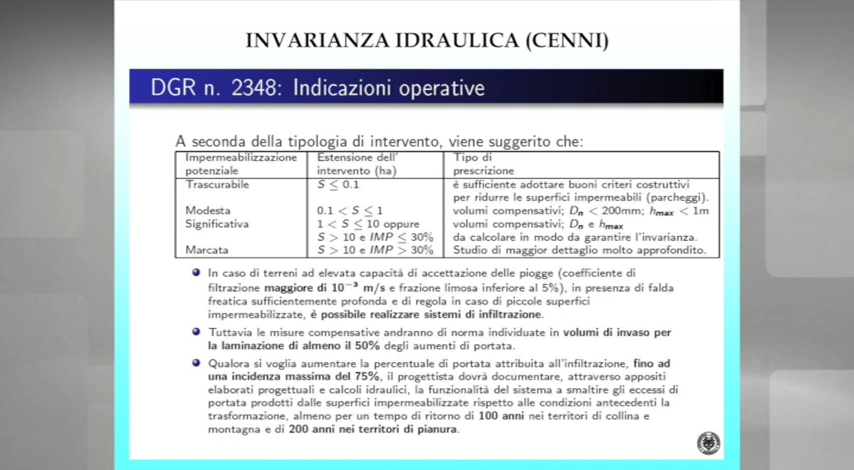 INVARIANZA IDRAULICA (CENNI)
DGR n. 2348: Indicazioni operative
A seconda della tipologia di intervento, viene suggerito che:
Impermeabilizzazione potenziale | Estensione dell' intervento (ha) | Tipo di prescrizione
Trascurabile | S ≤ 0.1 | è sufficiente adottare buoni criteri costruttivi
per ridurre le superfici impermeabili (parcheggi).
Modesta | 0.1 < S ≤ 1 | volumi compensativi; Dn < 200mm; hmax < 1m
Significativa | 1 < S ≤ 10 oppure | volumi compensativi; Dn e hmax
S > 10 e IMP ≤ 30% | da calcolare in modo da garantire l'invarianza.
Marcata | S > 10 e IMP > 30% | Studio di maggior dettaglio molto approfondito.
In caso di terreni ad elevata capacità di accettazione delle piogge (coefficiente di
filtrazione maggiore di 10⁻³ m/s e frazione limosa inferiore al 5%), in presenza di falda
freatica sufficientemente profonda e di regola in caso di piccole superfici
impermeabilizzate, è possibile realizzare sistemi di infiltrazione.
Tuttavia le misure compensative andranno di norma individuate in volumi di invaso per
la laminazione di almeno il 50% degli aumenti di portata.
Qualora si voglia aumentare la percentuale di portata attribuita all'infiltrazione, fino ad
una incidenza massima del 75%, il progettista dovrà documentare, attraverso appositi
elaborati progettuali e calcoli idraulici, la funzionalità del sistema a smaltire gli eccessi di
portata prodotti dalle superfici impermeabilizzate rispetto alle condizioni antecedenti la
trasformazione, almeno per un tempo di ritorno di 100 anni nei territori di collina e
montagna e di 200 anni nei territori di pianura.